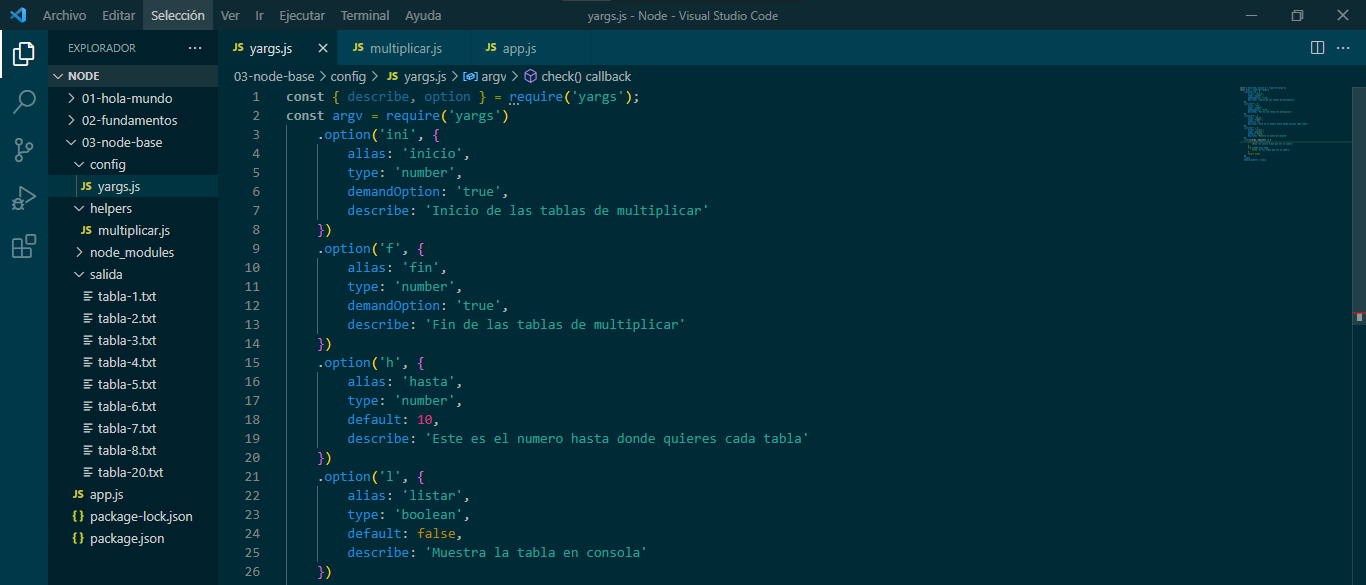 Archivo Editar Selección Ver Ir Ejecutar Terminal Ayuda yargs.js - Node - Visual Studio Code
EXPLORADOR
NODE
01-hola-mundo
02-fundamentos
03-node-base
config
JS yargs.js
helpers
JS multiplicar.js
node_modules
salida
tabla-1.txt
tabla-2.txt
tabla-3.txt
tabla-4.txt
tabla-5.txt
tabla-6.txt
tabla-7.txt
tabla-8.txt
tabla-20.txt
JS app.js
{} package-lock.json
{} package.json
JS yargs.js JS multiplicar.js JS app.js
03-node-base > config > JS yargs.js > argv > check() callback
1 const { describe, option } = require('yargs');
2 const argv = require('yargs')
3 .option('ini', {
4 alias: 'inicio',
5 type: 'number',
6 demandOption: 'true',
7 describe: 'Inicio de las tablas de multiplicar'
8 })
9 .option('f', {
10 alias: 'fin',
11 type: 'number',
12 demandOption: 'true',
13 describe: 'Fin de las tablas de multiplicar'
14 })
15 .option('h', {
16 alias: 'hasta',
17 type: 'number',
18 default: 10,
19 describe: 'Este es el numero hasta donde quieres cada tabla'
20 })
21 .option('l', {
22 alias: 'listar',
23 type: 'boolean',
24 default: false,
25 describe: 'Muestra la tabla en consola'
26 })